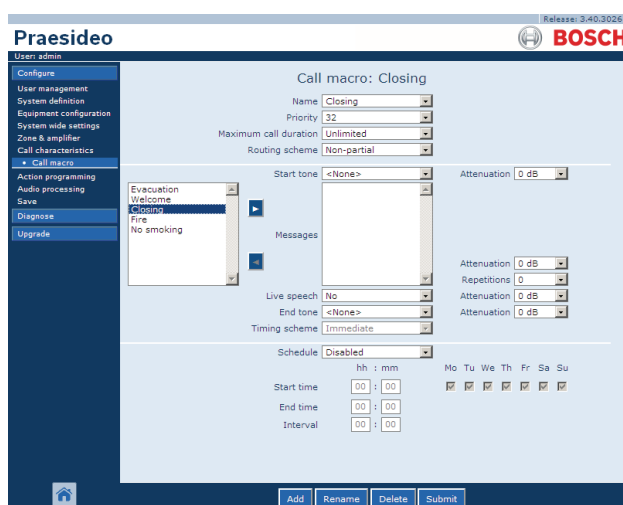 Release: 3.40.3026
Praesideo
BOSCH
User: admin
Configure
User management
System definition
Equipment configuration
System wide settings
Zone & amplifier
Call characteristics
• Call macro
Action programming
Audio processing
Save
Diagnose
Upgrade
Call macro: Closing
Name Closing
Priority 32
Maximum call duration Unlimited
Routing scheme Non-partial
Start tone <None> Attenuation 0 dB
Evacuation
Welcome
Closing
Fire
No smoking
Messages
Attenuation 0 dB
Repetitions 0
Live speech No Attenuation 0 dB
End tone <None> Attenuation 0 dB
Timing scheme Immediate
Schedule Disabled
hh : mm Mo Tu We Th Fr Sa Su
Start time 00 : 00
End time 00 : 00
Interval 00 : 00
Add Rename Delete Submit